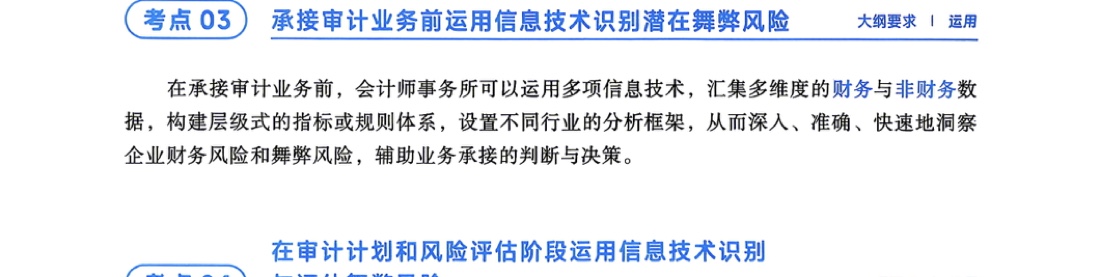 考点 03 承接审计业务前运用信息技术识别潜在舞弊风险 大纲要求 | 运用
在承接审计业务前，会计师事务所可以运用多项信息技术，汇集多维度的财务与非财务数
据，构建层级式的指标或规则体系，设置不同行业的分析框架，从而深入、准确、快速地洞察
企业财务风险和舞弊风险，辅助业务承接的判断与决策。
在审计计划和风险评估阶段运用信息技术识别